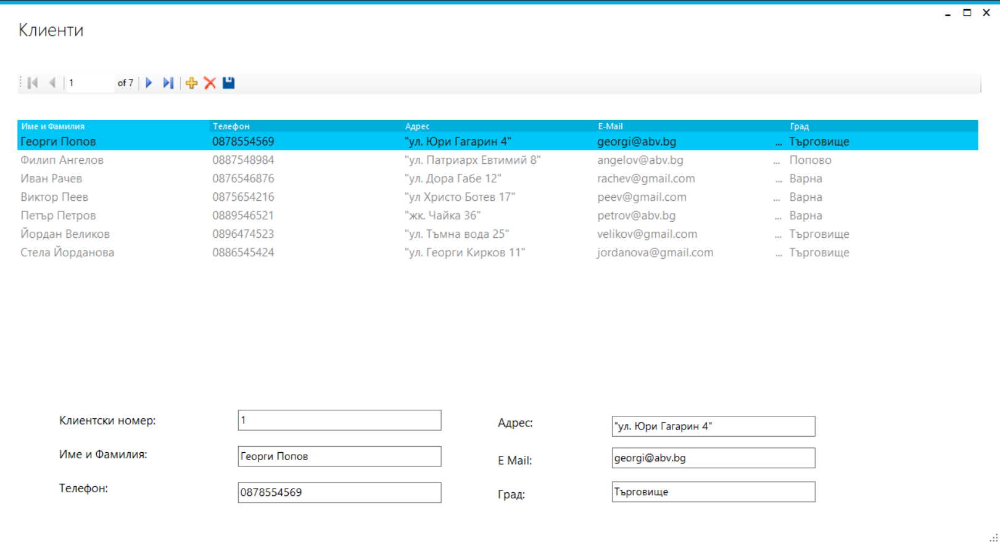 Клиенти
1 of 7
Име и Фамилия Телефон Адрес E-Mail Град
Георги Попов 0878554569 "ул. Юри Гагарин 4" georgi@abv.bg ... Търговище
Филип Ангелов 0887548984 "ул. Патриарх Евтимий 8" angelov@abv.bg ... Попово
Иван Рачев 0876546876 "ул. Дора Габе 12" rachev@gmail.com ... Варна
Виктор Пеев 0875654216 "ул Христо Ботев 17" peev@gmail.com ... Варна
Петър Петров 0889546521 "жк. Чайка 36" petrov@abv.bg ... Варна
Йордан Великов 0896474523 "ул. Тъмна вода 25" velikov@gmail.com ... Търговище
Стела Йорданова 0886545424 "ул. Георги Кирков 11" jordanova@gmail.com ... Търговище
Клиентски номер: 1
Адрес: "ул. Юри Гагарин 4"
Име и Фамилия: Георги Попов
E Mail: georgi@abv.bg
Телефон: 0878554569
Град: Търговище